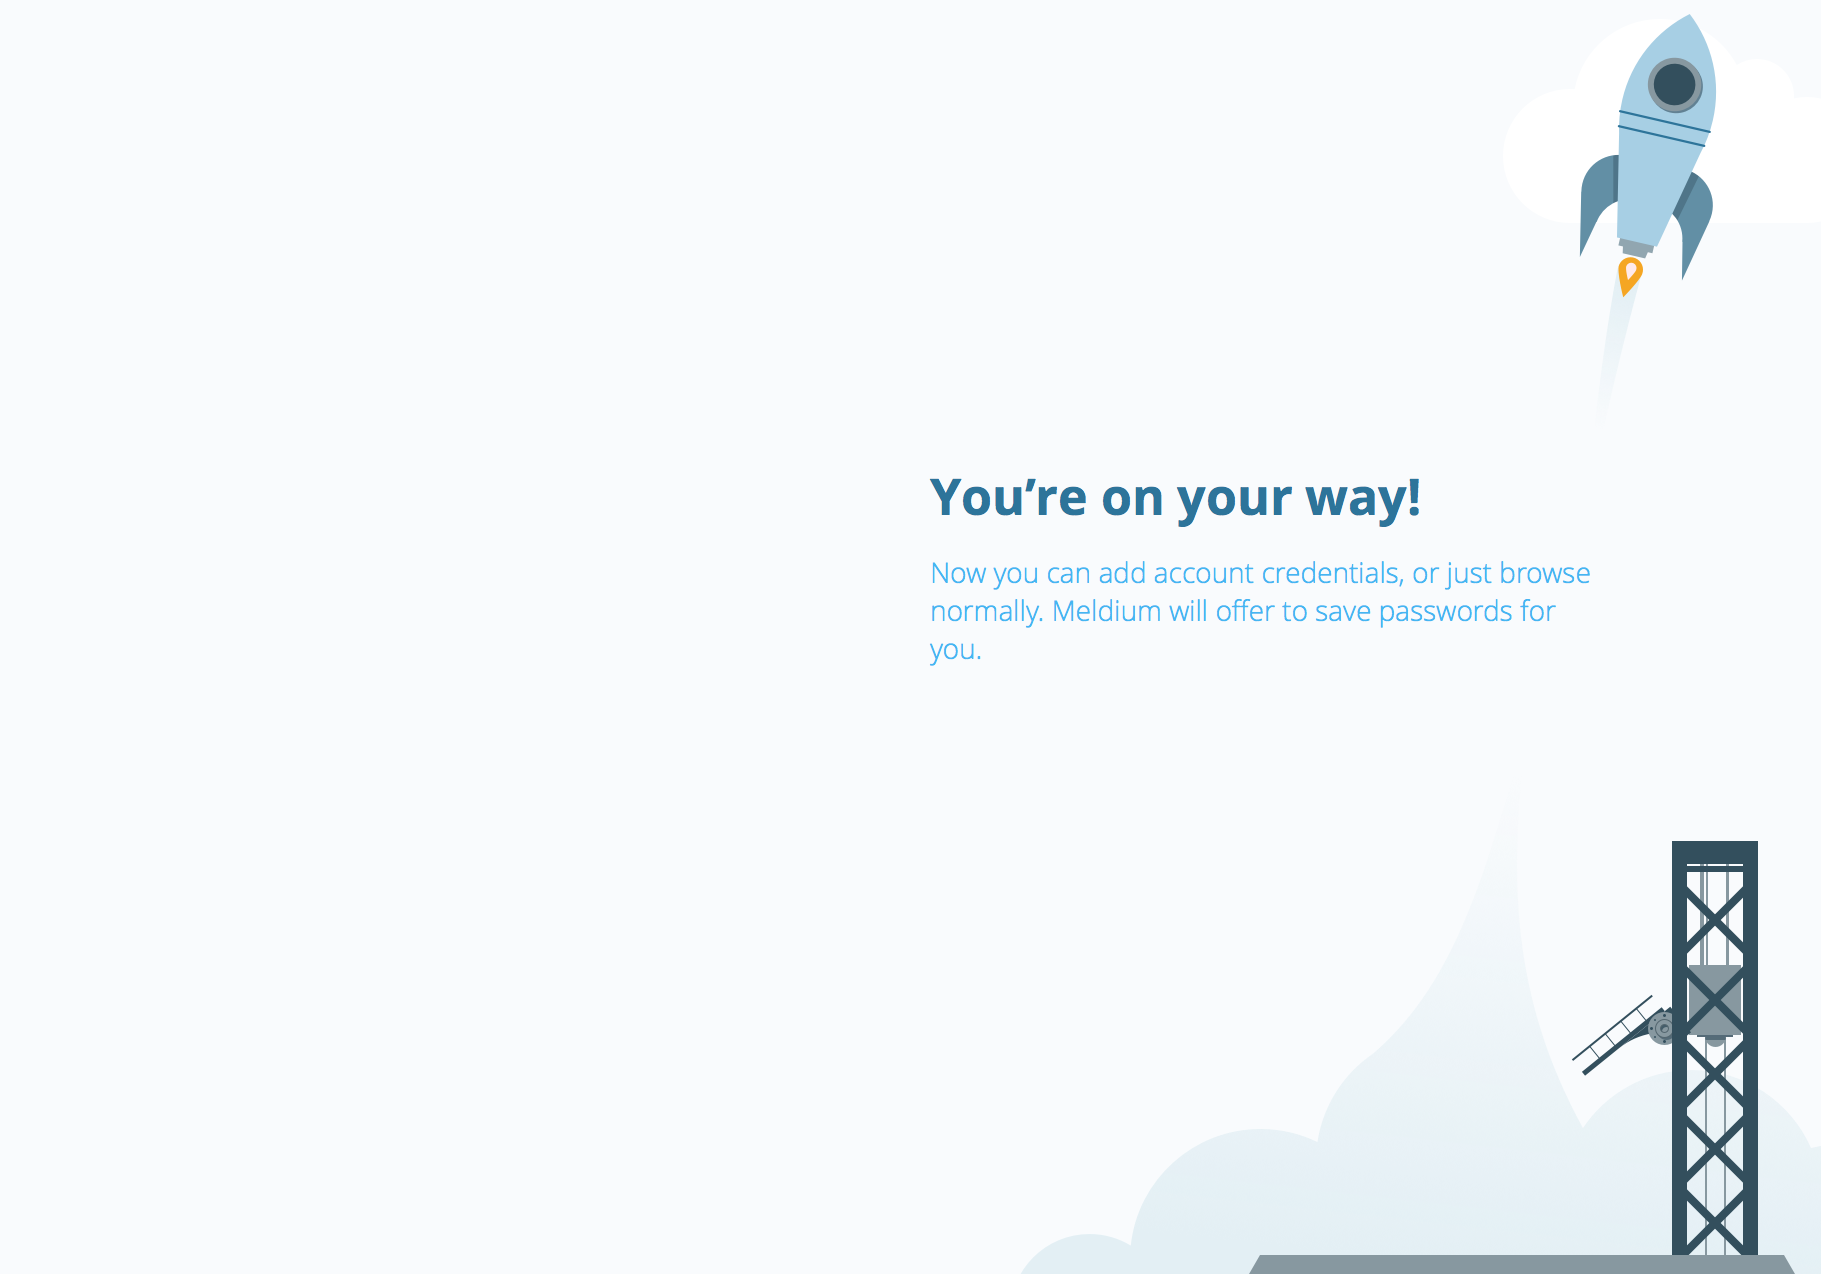 You’re on your way!
Now you can add account credentials, or just browse
normally. Meldium will offer to save passwords for
you.